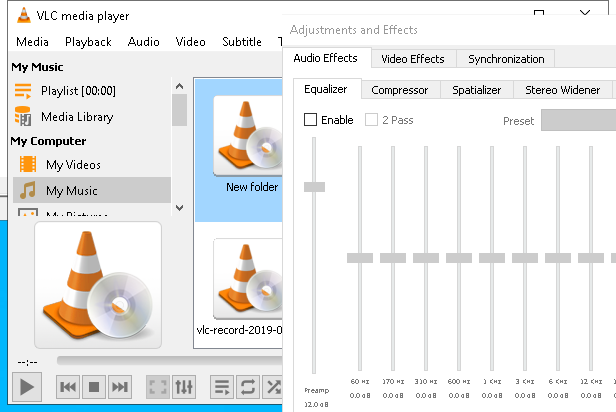 VLC media player
Media Playback Audio Video Subtitle
My Music
Playlist [00:00]
Media Library
My Computer
My Videos
My Music
My Pictures
New folder
vlc-record-2019-0
--:--
Adjustments and Effects
Audio Effects Video Effects Synchronization
Equalizer Compressor Spatializer Stereo Widener
Enable 2 Pass Preset
60 Hz 170 Hz 310 Hz 600 Hz 1 KHz 3 KHz 6 KHz 12 KHz
Preamp 0.0 dB 0.0 dB 0.0 dB 0.0 dB 0.0 dB 0.0 dB 0.0 dB 0.0 dB
12.0 dB